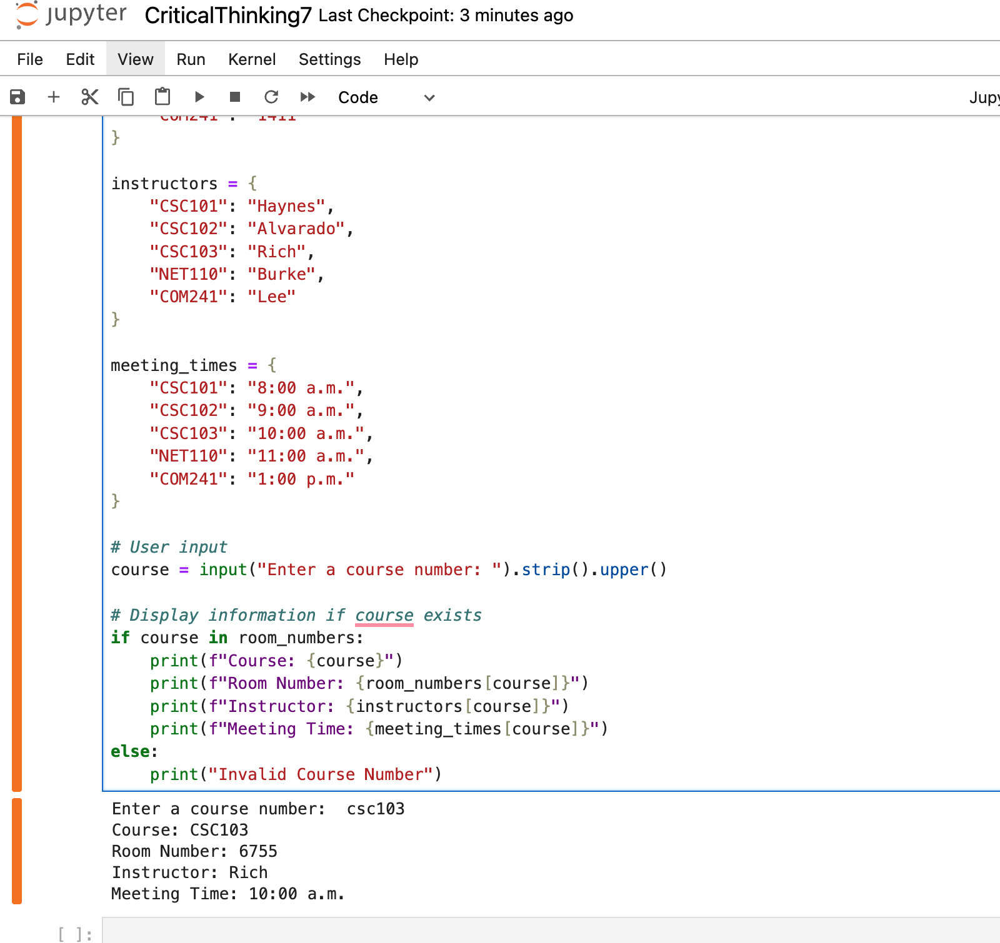 jupyter CriticalThinking7 Last Checkpoint: 3 minutes ago
File Edit View Run Kernel Settings Help
Code
"COM241": "1411"
}
instructors = {
    "CSC101": "Haynes",
    "CSC102": "Alvarado",
    "CSC103": "Rich",
    "NET110": "Burke",
    "COM241": "Lee"
}
meeting_times = {
    "CSC101": "8:00 a.m.",
    "CSC102": "9:00 a.m.",
    "CSC103": "10:00 a.m.",
    "NET110": "11:00 a.m.",
    "COM241": "1:00 p.m."
}
# User input
course = input("Enter a course number: ").strip().upper()
# Display information if course exists
if course in room_numbers:
    print(f"Course: {course}")
    print(f"Room Number: {room_numbers[course]}")
    print(f"Instructor: {instructors[course]}")
    print(f"Meeting Time: {meeting_times[course]}")
else:
    print("Invalid Course Number")
Enter a course number:  csc103
Course: CSC103
Room Number: 6755
Instructor: Rich
Meeting Time: 10:00 a.m.
[ ]: